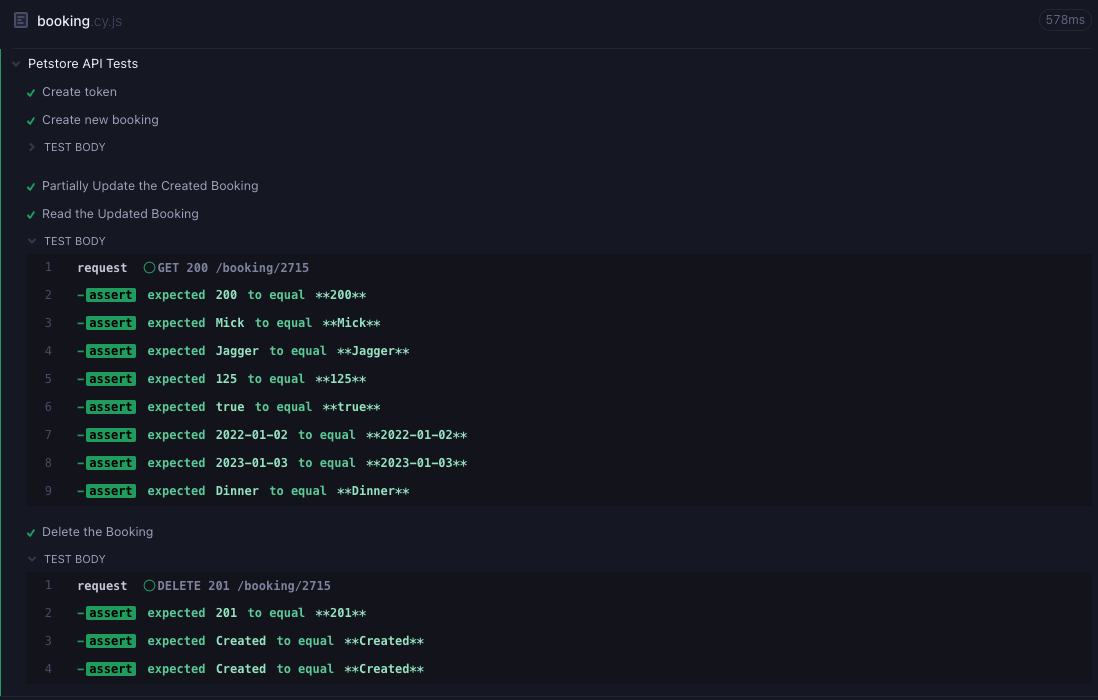 booking.cy.js 578ms
Petstore API Tests
Create token
Create new booking
TEST BODY
Partially Update the Created Booking
Read the Updated Booking
TEST BODY
1 request GET 200 /booking/2715
2 -assert expected 200 to equal **200**
3 -assert expected Mick to equal **Mick**
4 -assert expected Jagger to equal **Jagger**
5 -assert expected 125 to equal **125**
6 -assert expected true to equal **true**
7 -assert expected 2022-01-02 to equal **2022-01-02**
8 -assert expected 2023-01-03 to equal **2023-01-03**
9 -assert expected Dinner to equal **Dinner**
Delete the Booking
TEST BODY
1 request DELETE 201 /booking/2715
2 -assert expected 201 to equal **201**
3 -assert expected Created to equal **Created**
4 -assert expected Created to equal **Created**